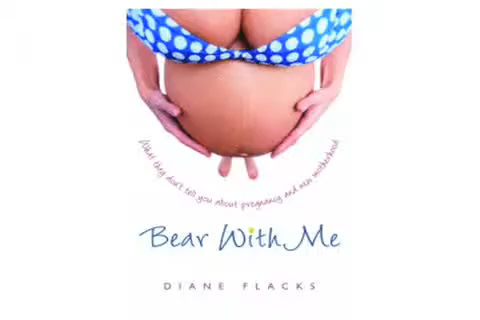 What they don't tell you about pregnancy and new motherhood
Bear With Me
DIANE FLACKS